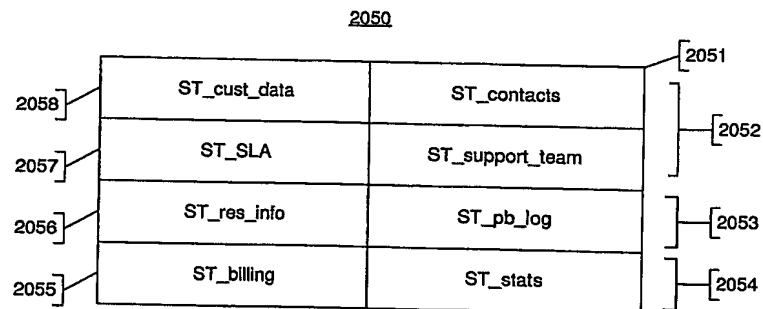 2050
2051
2058 ST_cust_data ST_contacts
2052
2057 ST_SLA ST_support_team
2056 ST_res_info ST_pb_log 2053
2055 ST_billing ST_stats 2054